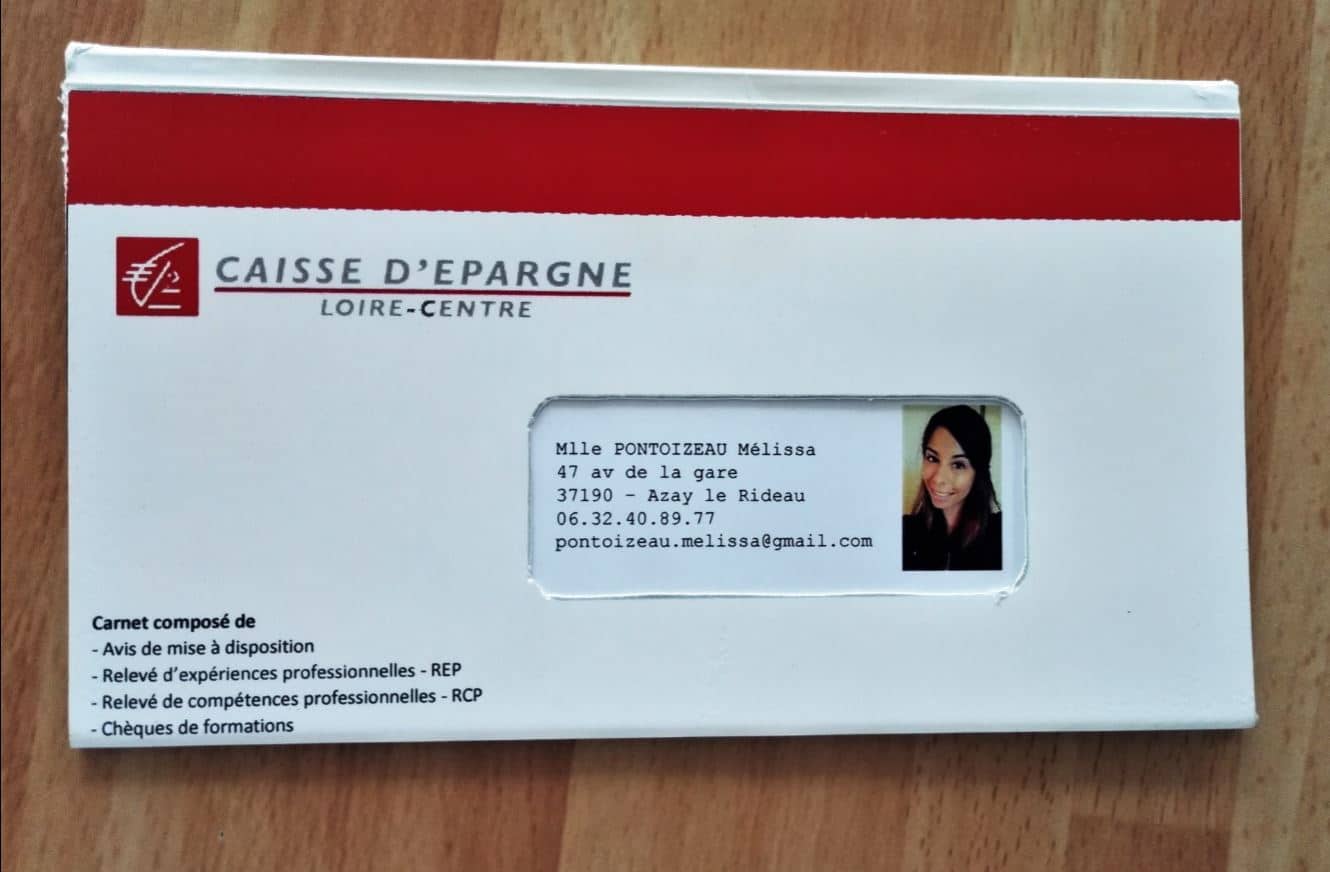 CAISSE D'EPARGNE
LOIRE-CENTRE
Mlle PONTOIZEAU Mélissa
47 av de la gare
37190 - Azay le Rideau
06.32.40.89.77
pontoizeau.melissa@gmail.com
Carnet composé de
- Avis de mise à disposition
- Relevé d'expériences professionnelles - REP
- Relevé de compétences professionnelles - RCP
- Chèques de formations